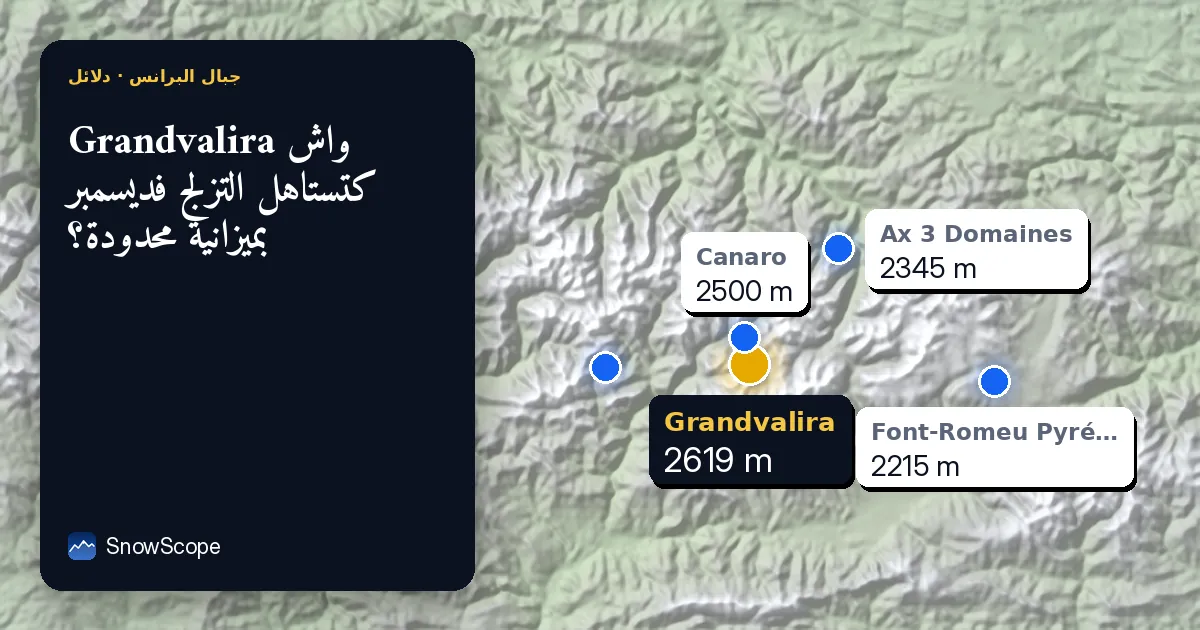 جبال البرانس · دلائل
واش Grandvalira
كتستاهل التزلج فديسمبر
بميزانية محدودة؟
SnowScope
Canaro
2500 m
Ax 3 Domaines
2345 m
Grandvalira
2619 m
Font-Romeu Pyré…
2215 m